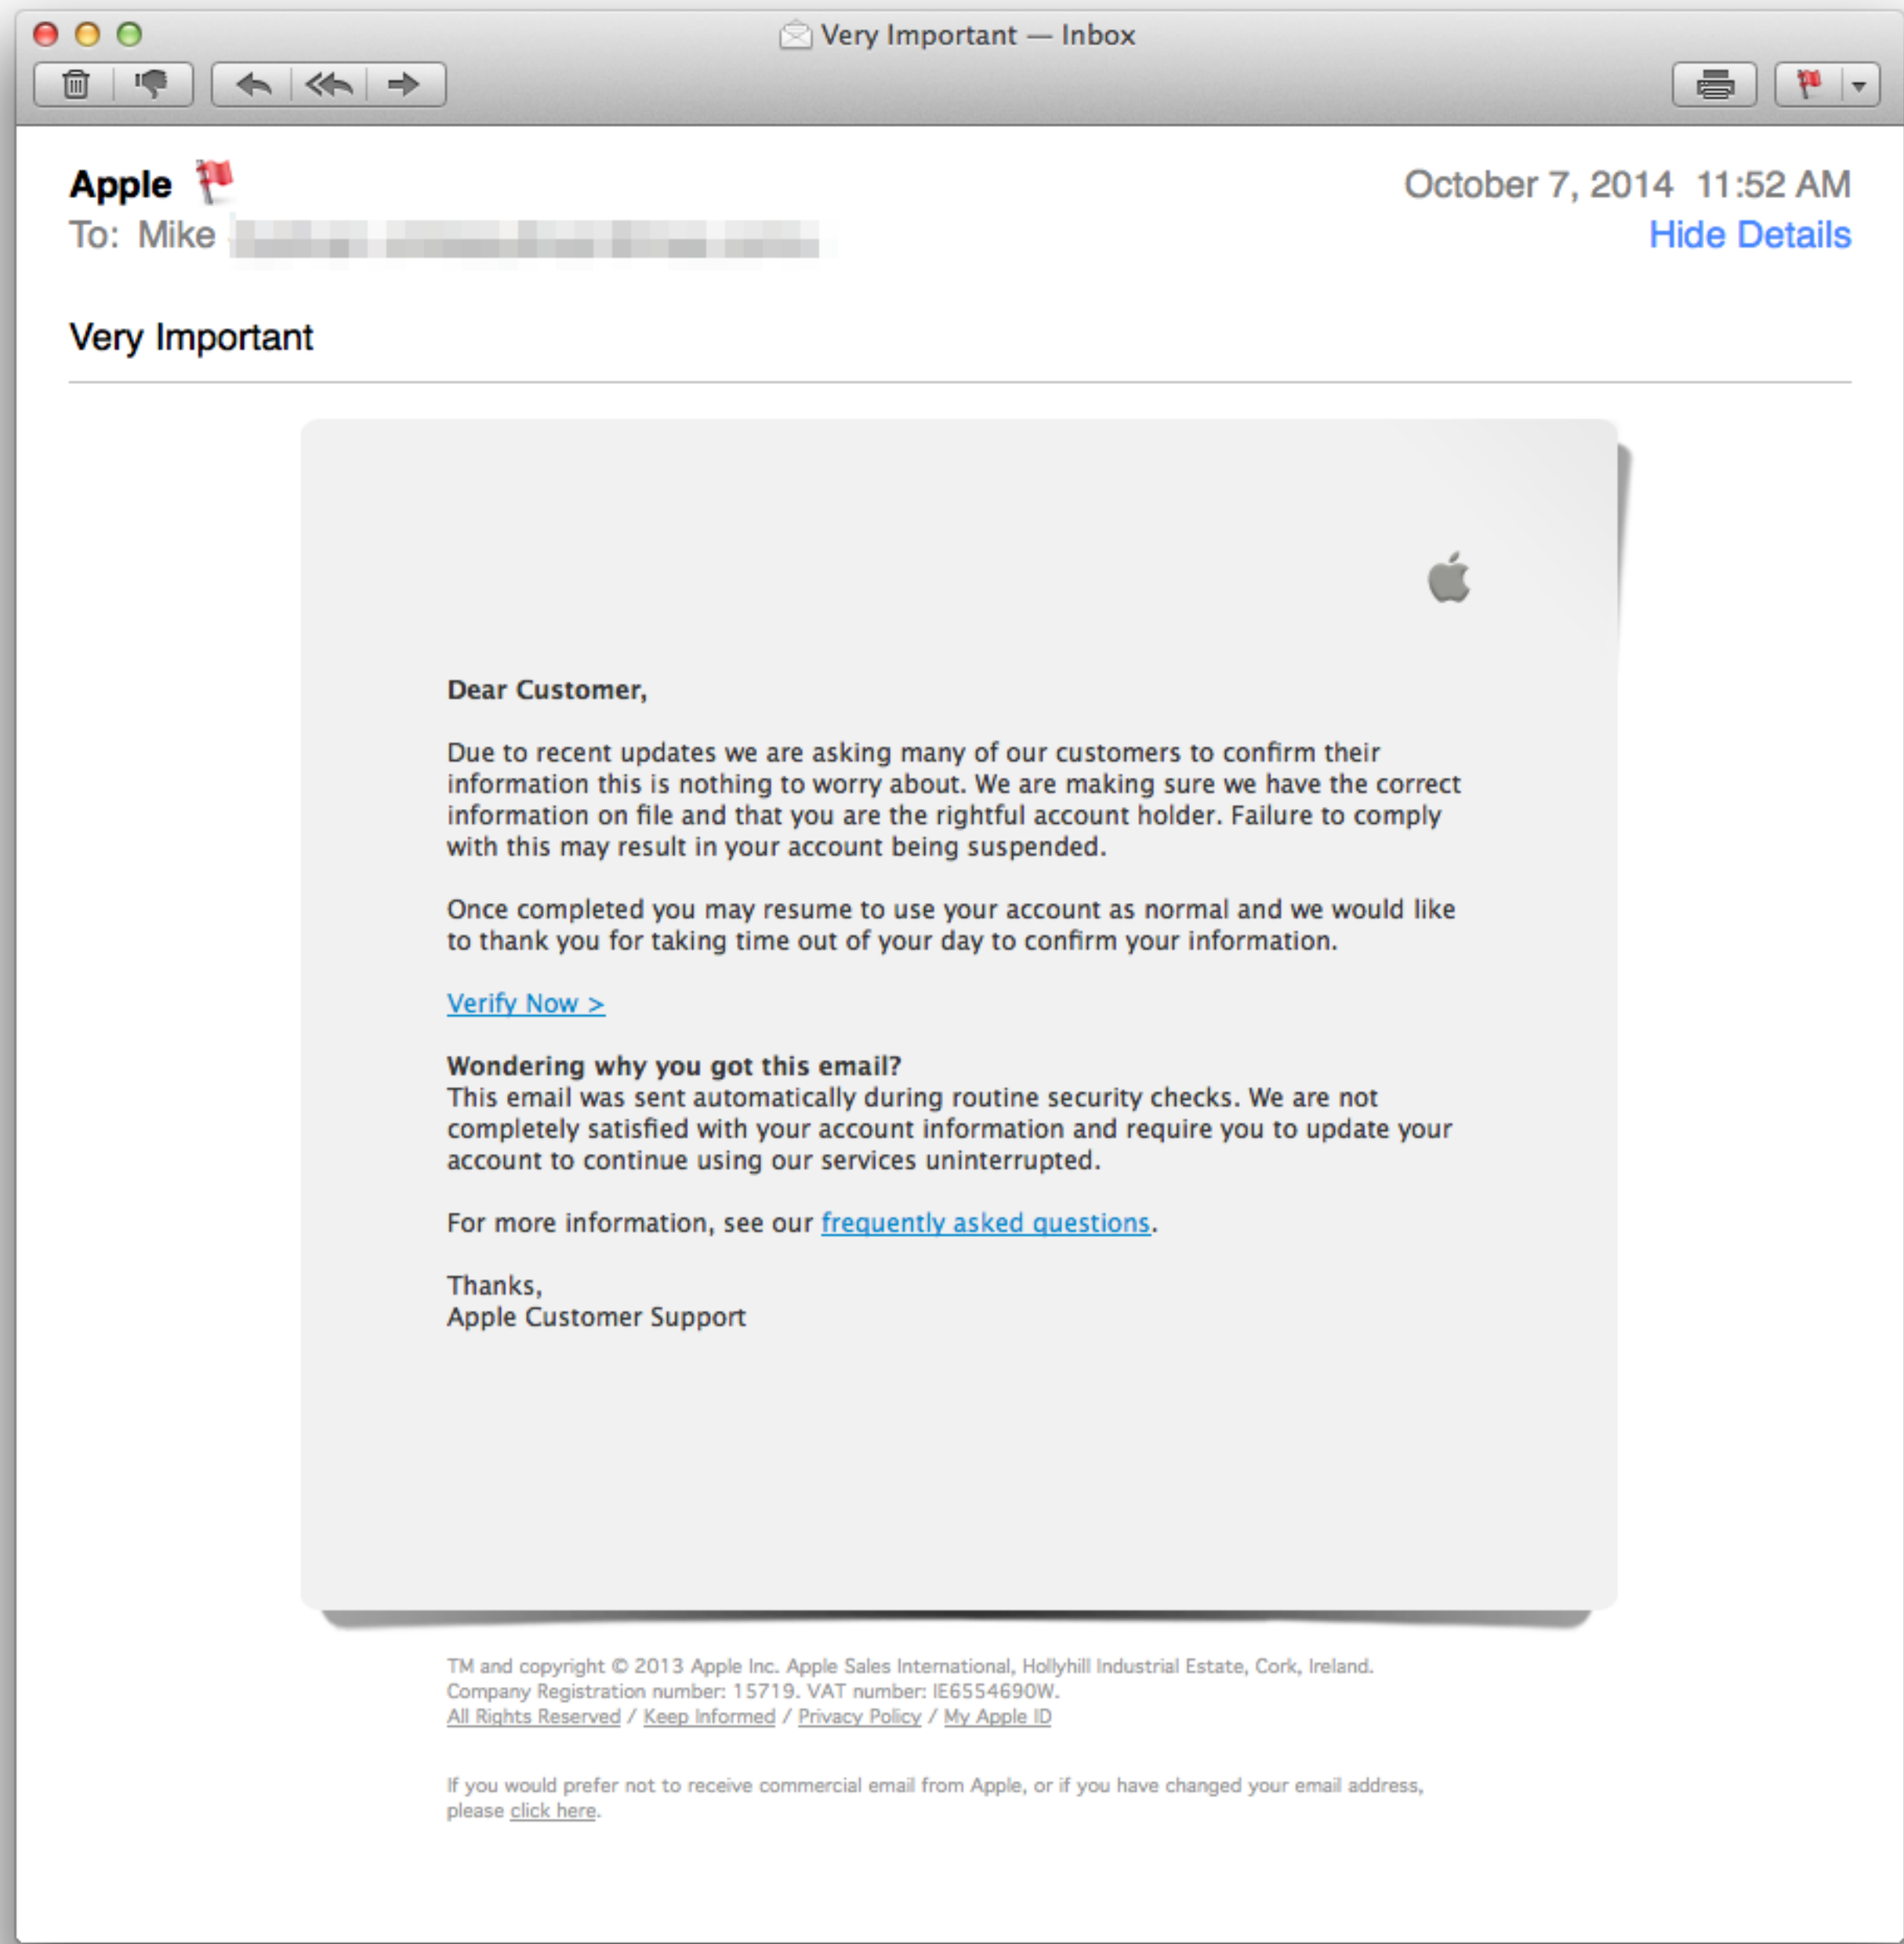 Very Important — Inbox
Apple
October 7, 2014 11:52 AM
To: Mike
Hide Details
Very Important
Dear Customer,
Due to recent updates we are asking many of our customers to confirm their
information this is nothing to worry about. We are making sure we have the correct
information on file and that you are the rightful account holder. Failure to comply
with this may result in your account being suspended.
Once completed you may resume to use your account as normal and we would like
to thank you for taking time out of your day to confirm your information.
Verify Now >
Wondering why you got this email?
This email was sent automatically during routine security checks. We are not
completely satisfied with your account information and require you to update your
account to continue using our services uninterrupted.
For more information, see our frequently asked questions.
Thanks,
Apple Customer Support
TM and copyright © 2013 Apple Inc. Apple Sales International, Hollyhill Industrial Estate, Cork, Ireland.
Company Registration number: 15719. VAT number: IE6554690W.
All Rights Reserved / Keep Informed / Privacy Policy / My Apple ID
If you would prefer not to receive commercial email from Apple, or if you have changed your email address,
please click here.